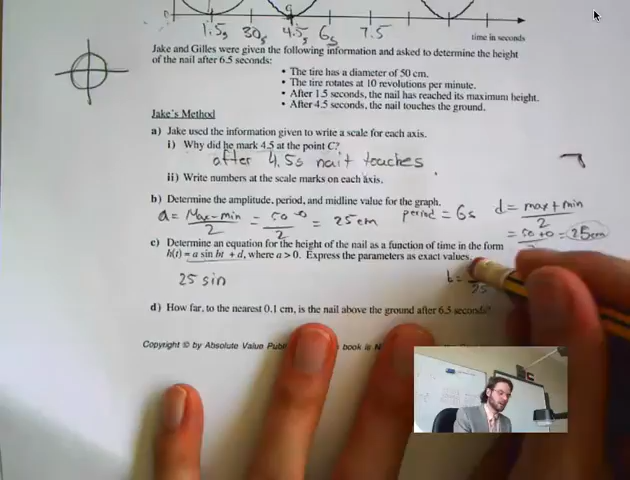 1.5s 30s 4.5s 6s 7.5
time in seconds
Jake and Gilles were given the following information and asked to determine the height
of the nail after 6.5 seconds:
• The tire has a diameter of 50 cm.
• The tire rotates at 10 revolutions per minute.
• After 1.5 seconds, the nail has reached its maximum height.
• After 4.5 seconds, the nail touches the ground.
Jake's Method
a) Jake used the information given to write a scale for each axis.
i) Why did he mark 4.5 at the point C?
after 4.5s nail touches
ii) Write numbers at the scale marks on each axis.
b) Determine the amplitude, period, and midline value for the graph.
a = Max - min / 2 = 50 - 0 / 2 = 25 cm period = 6s d = max + min / 2
= 50 + 0 / 2 = 25cm
c) Determine an equation for the height of the nail as a function of time in the form
h(t) = a sin bt + d, where a > 0. Express the parameters as exact values.
25 sin
d) How far, to the nearest 0.1 cm, is the nail above the ground after 6.5 seconds?
Copyright © by Absolute Value Publ
book is N